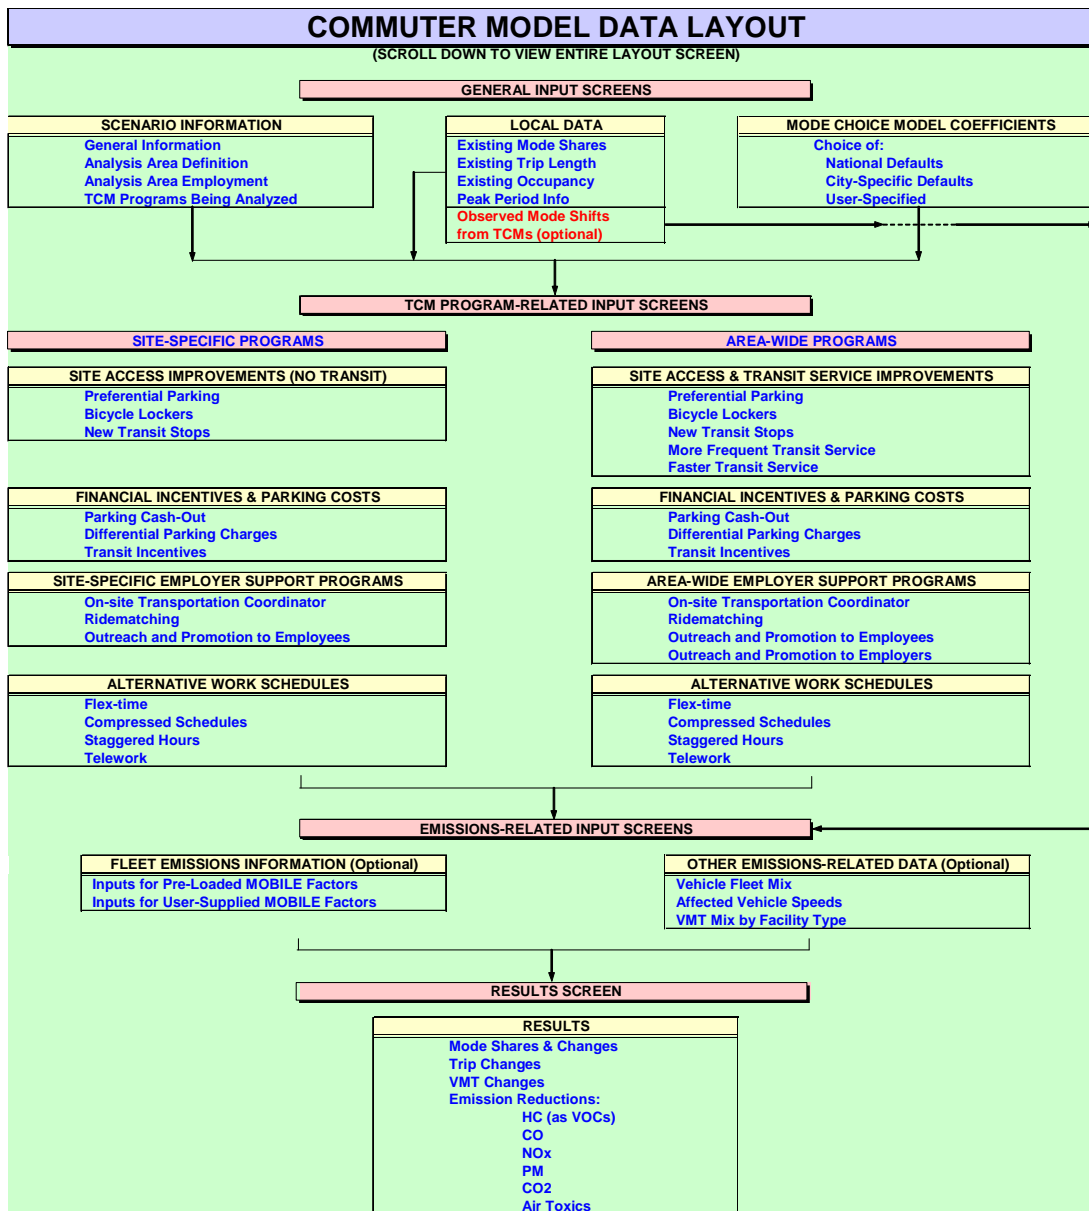 COMMUTER MODEL DATA LAYOUT
(SCROLL DOWN TO VIEW ENTIRE LAYOUT SCREEN)
GENERAL INPUT SCREENS
SCENARIO INFORMATION
General Information
Analysis Area Definition
Analysis Area Employment
TCM Programs Being Analyzed
LOCAL DATA
Existing Mode Shares
Existing Trip Length
Existing Occupancy
Peak Period Info
Observed Mode Shifts
from TCMs (optional)
MODE CHOICE MODEL COEFFICIENTS
Choice of:
National Defaults
City-Specific Defaults
User-Specified
TCM PROGRAM-RELATED INPUT SCREENS
SITE-SPECIFIC PROGRAMS
SITE ACCESS IMPROVEMENTS (NO TRANSIT)
Preferential Parking
Bicycle Lockers
New Transit Stops
FINANCIAL INCENTIVES & PARKING COSTS
Parking Cash-Out
Differential Parking Charges
Transit Incentives
SITE-SPECIFIC EMPLOYER SUPPORT PROGRAMS
On-site Transportation Coordinator
Ridematching
Outreach and Promotion to Employees
ALTERNATIVE WORK SCHEDULES
Flex-time
Compressed Schedules
Staggered Hours
Telework
AREA-WIDE PROGRAMS
SITE ACCESS & TRANSIT SERVICE IMPROVEMENTS
Preferential Parking
Bicycle Lockers
New Transit Stops
More Frequent Transit Service
Faster Transit Service
FINANCIAL INCENTIVES & PARKING COSTS
Parking Cash-Out
Differential Parking Charges
Transit Incentives
AREA-WIDE EMPLOYER SUPPORT PROGRAMS
On-site Transportation Coordinator
Ridematching
Outreach and Promotion to Employees
Outreach and Promotion to Employers
ALTERNATIVE WORK SCHEDULES
Flex-time
Compressed Schedules
Staggered Hours
Telework
EMISSIONS-RELATED INPUT SCREENS
FLEET EMISSIONS INFORMATION (Optional)
Inputs for Pre-Loaded MOBILE Factors
Inputs for User-Supplied MOBILE Factors
OTHER EMISSIONS-RELATED DATA (Optional)
Vehicle Fleet Mix
Affected Vehicle Speeds
VMT Mix by Facility Type
RESULTS SCREEN
RESULTS
Mode Shares & Changes
Trip Changes
VMT Changes
Emission Reductions:
HC (as VOCs)
CO
NOx
PM
CO2
Air Toxics